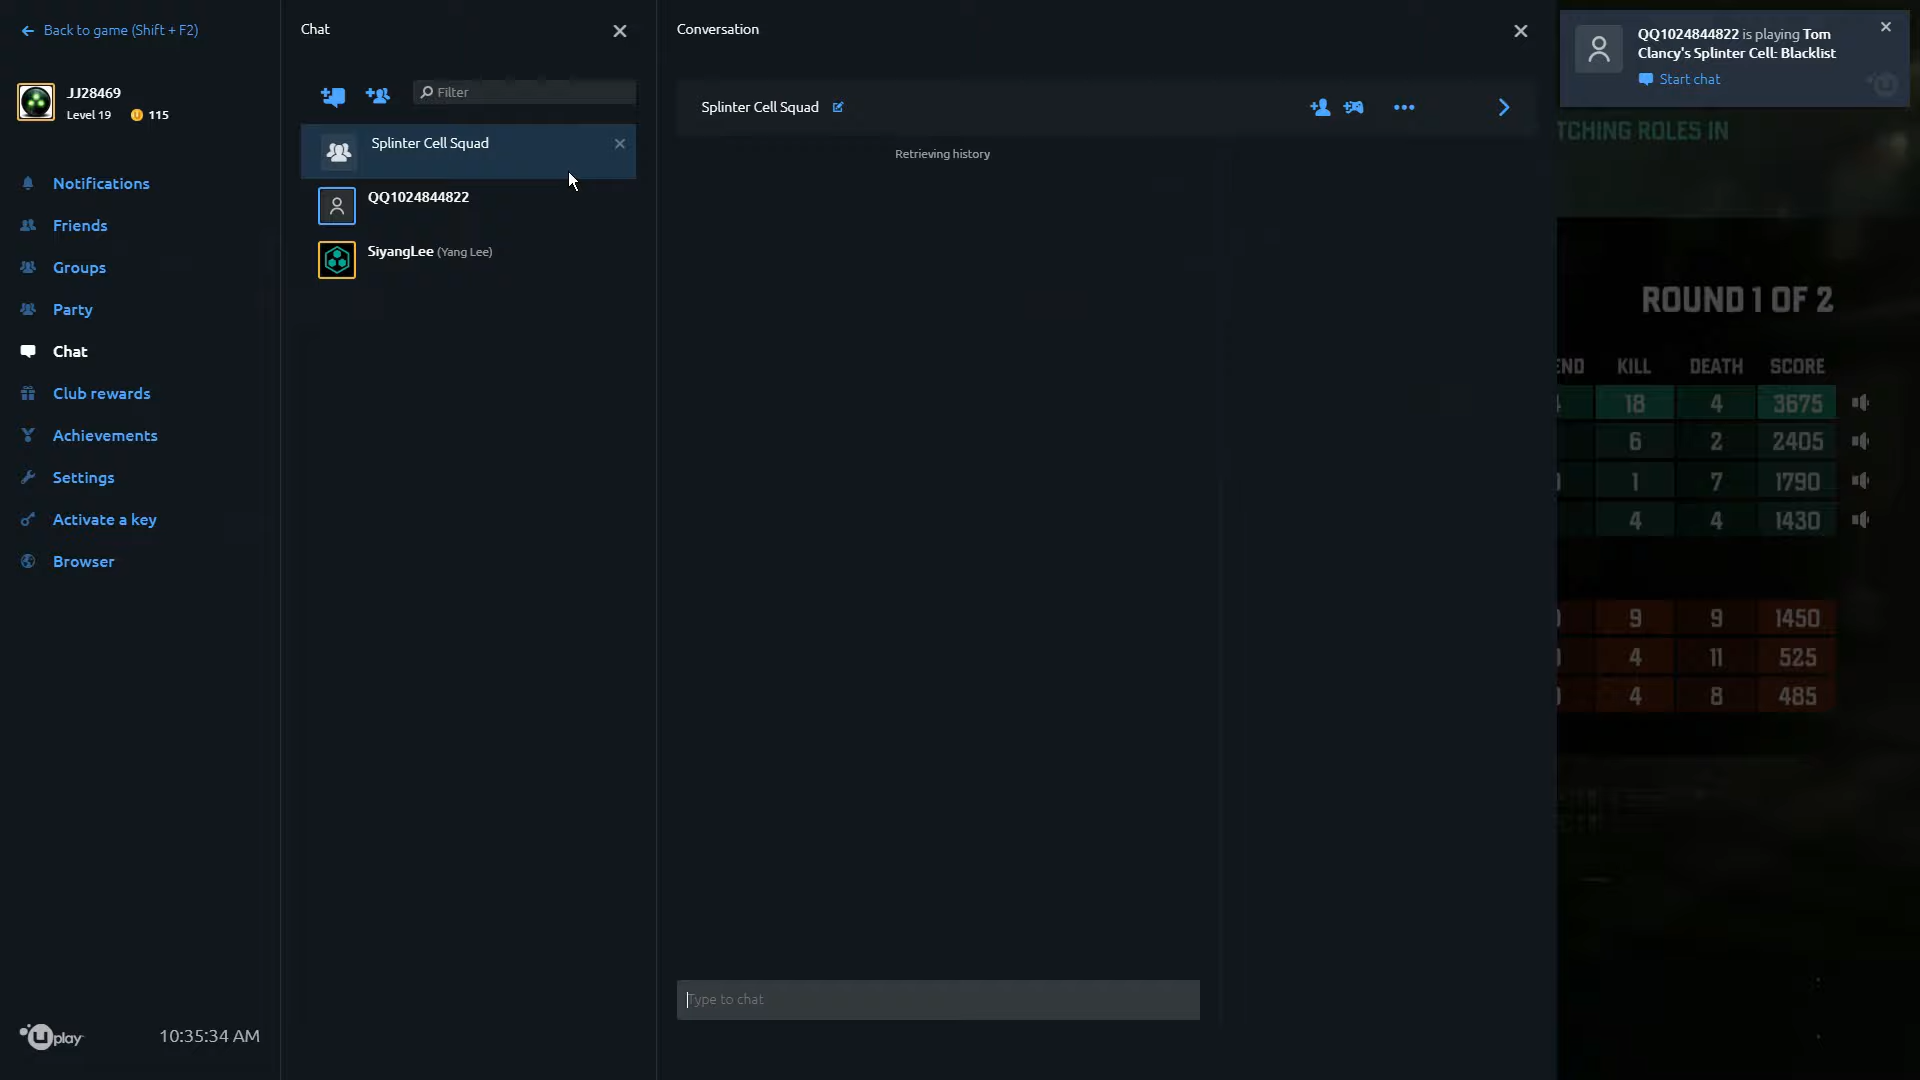 Back to game (Shift + F2)
JJ28469
Level 19 115
Notifications
Friends
Groups
Party
Chat
Club rewards
Achievements
Settings
Activate a key
Browser
uplay 10:35:34 AM
Chat
Filter
Splinter Cell Squad
QQ1024844822
SiyangLee (Yang Lee)
Conversation
Splinter Cell Squad
Retrieving history
Type to chat
QQ1024844822 is playing Tom
Clancy's Splinter Cell: Blacklist
Start chat
TCHING ROLES IN
ROUND 1 OF 2
END KILL DEATH SCORE
18 4 3675
6 2 2405
1 7 1790
4 4 1430
9 9 1450
4 11 525
4 8 485